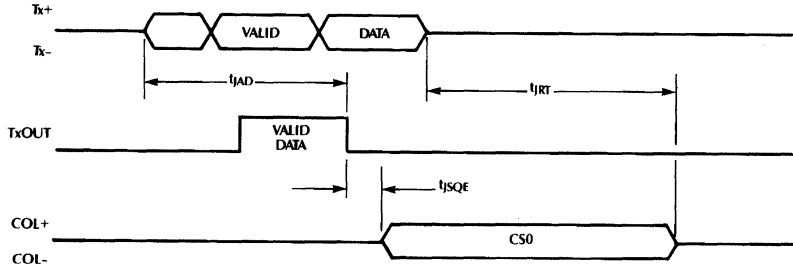 Tx+
Tx–
VALID DATA
tJAD
tJRT
TxOUT
VALID
DATA
tJSQE
COL+
COL–
CS0